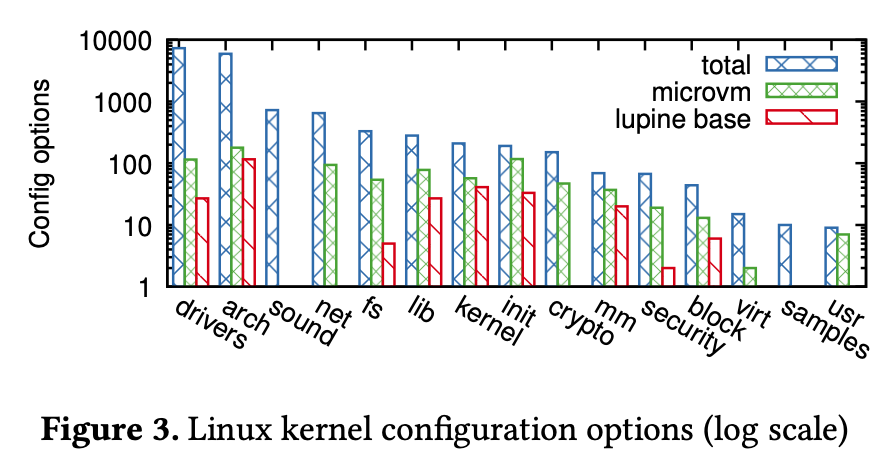 10000
1000
100
10
1
Config options
total
microvm
lupine base
drivers
arch
sound
net
fs
lib
kernel
init
crypto
mm
security
block
virt
samples
usr
Figure 3. Linux kernel configuration options (log scale)